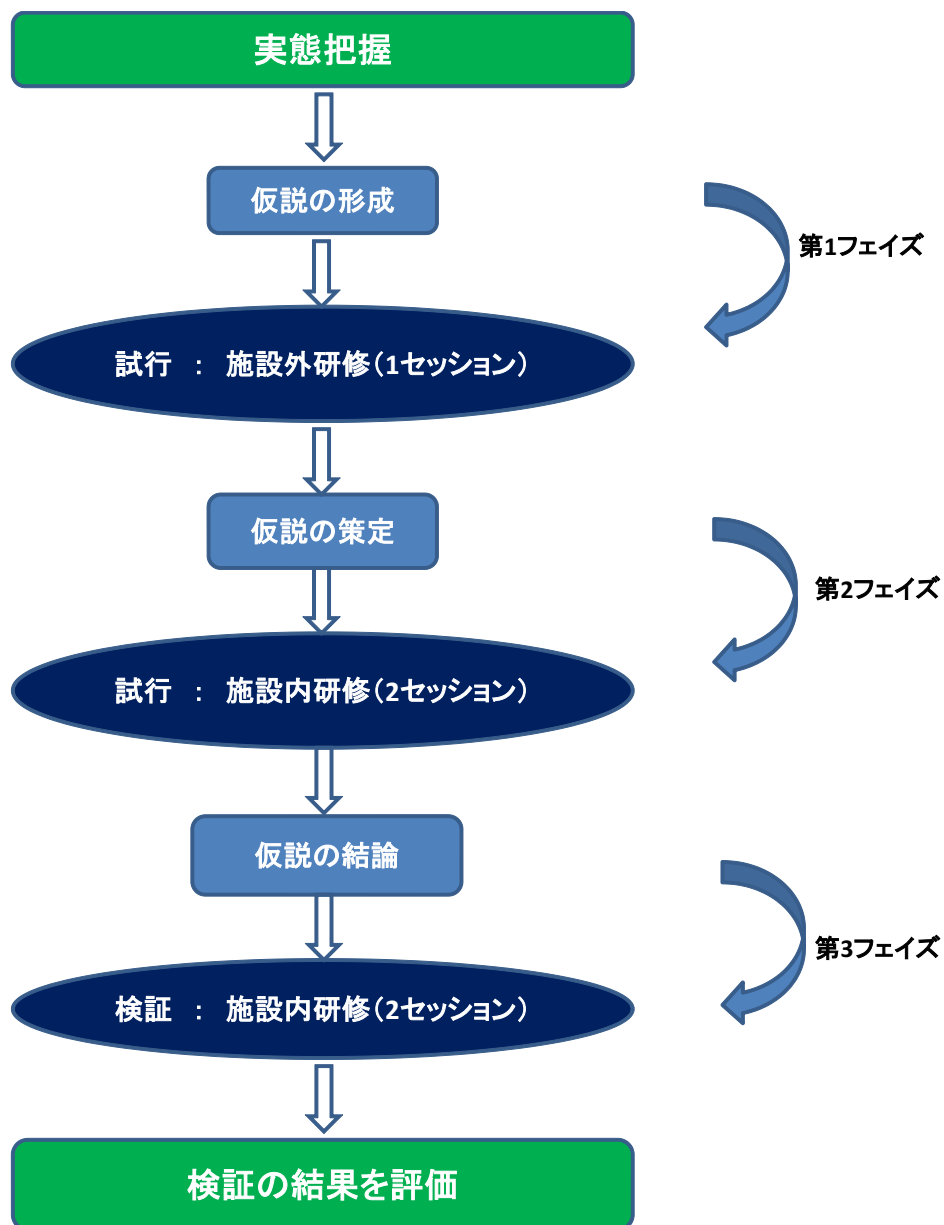 実態把握
仮説の形成
第1フェイズ
試行 : 施設外研修(1セッション)
仮説の策定
第2フェイズ
試行 : 施設内研修(2セッション)
仮説の結論
第3フェイズ
検証 : 施設内研修(2セッション)
検証の結果を評価